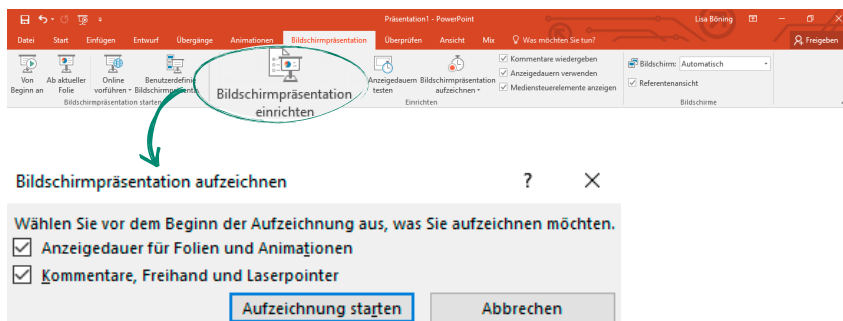 Präsentation1 - PowerPoint
Lisa Böning
Datei Start Einfügen Entwurf Übergänge Animationen Bildschirmpräsentation Überprüfen Ansicht Mix Was möchten Sie tun? Freigeben
Von Beginn an
Ab aktueller Folie
Online vorführen
Benutzerdefinie
Bildschirmpräsenta
Bildschirmpräsentation starten
Bildschirmpräsentation
einrichten
Anzeigedauern testen
Bildschirmpräsentation aufzeichnen
Kommentare wiedergeben
Anzeigedauern verwenden
Mediensteuerelemente anzeigen
Einrichten
Bildschirm: Automatisch
Referentenansicht
Bildschirme
Bildschirmpräsentation aufzeichnen ?
Wählen Sie vor dem Beginn der Aufzeichnung aus, was Sie aufzeichnen möchten.
Anzeigedauer für Folien und Animationen
Kommentare, Freihand und Laserpointer
Aufzeichnung starten Abbrechen